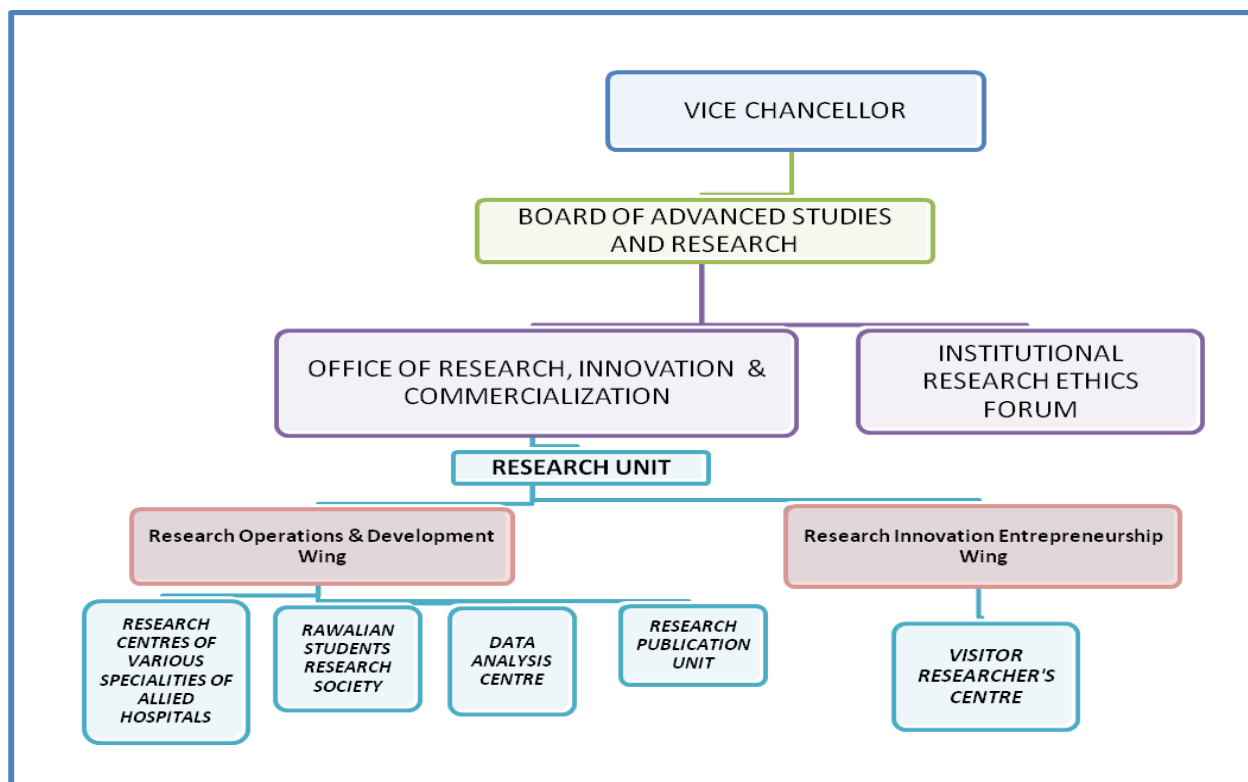 VICE CHANCELLOR
BOARD OF ADVANCED STUDIES
AND RESEARCH
OFFICE OF RESEARCH, INNOVATION &
COMMERCIALIZATION
INSTITUTIONAL
RESEARCH ETHICS
FORUM
RESEARCH UNIT
Research Operations & Development
Wing
Research Innovation Entrepreneurship
Wing
RESEARCH
CENTRES OF
VARIOUS
SPECIALITIES OF
ALLIED
HOSPITALS
RAWALIAN
STUDENTS
RESEARCH
SOCIETY
DATA
ANALYSIS
CENTRE
RESEARCH
PUBLICATION
UNIT
VISITOR
RESEARCHER'S
CENTRE